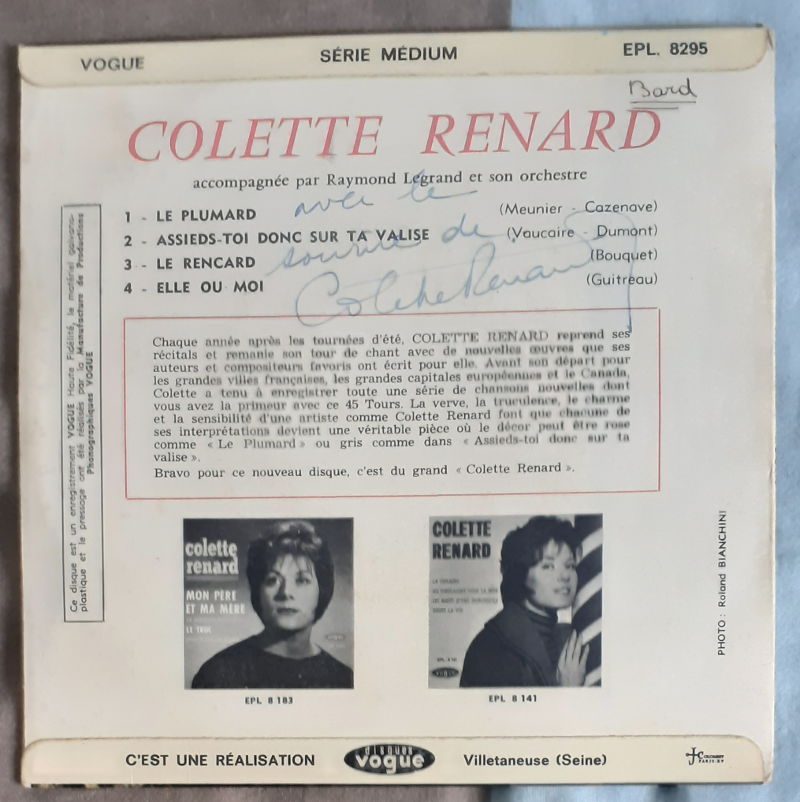 VOGUE SÉRIE MÉDIUM EPL. 8295
Bard
COLETTE RENARD
accompagnée par Raymond Legrand et son orchestre
1 - LE PLUMARD (Meunier - Cazenave)
2 - ASSIEDS-TOI DONC SUR TA VALISE (Vaucaire - Dumont)
3 - LE RENCARD (Bouquet)
4 - ELLE OU MOI (Guitreau)
avec le
sourire de
Colette Renard
Ce disque est un enregistrement VOGUE Haute Fidélité, le matériel galvano-
plastique et le pressage ont été réalisés par la Manufacture de Productions
Phonographiques VOGUE
Chaque année après les tournées d'été, COLETTE RENARD reprend ses
récitals et remanie son tour de chant avec de nouvelles œuvres que ses
auteurs et compositeurs favoris ont écrit pour elle. Avant son départ pour
les grandes villes françaises, les grandes capitales européennes et le Canada,
Colette a tenu à enregistrer toute une série de chansons nouvelles dont
vous avez la primeur avec ce 45 Tours. La verve, la truculence, le charme
et la sensibilité d'une artiste comme Colette Renard font que chacune de
ses interprétations devient une véritable pièce où le décor peut être rose
comme « Le Plumard » ou gris comme dans « Assieds-toi donc sur ta
valise ».
Bravo pour ce nouveau disque, c'est du grand « Colette Renard ».
colette
renard
MON PÈRE
ET MA MÈRE
LE TRUC
EPL 8 183
COLETTE
RENARD
EPL 8 141
PHOTO : Roland BIANCHINI
C'EST UNE RÉALISATION disques vogue Villetaneuse (Seine)